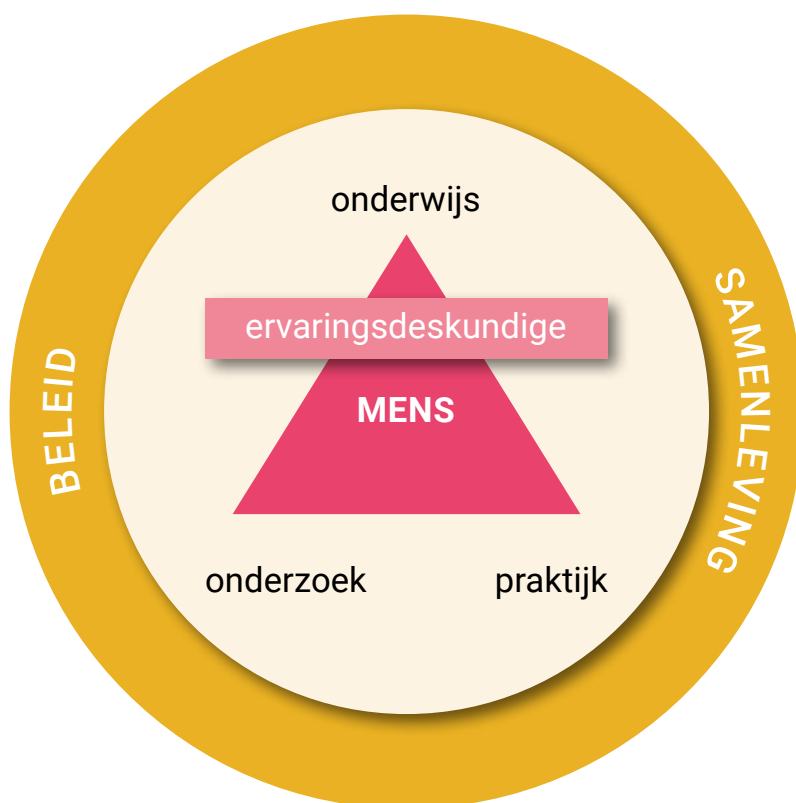 onderwijs
ervaringsdeskundige
MENS
BELEID
SAMENLEVING
onderzoek
praktijk